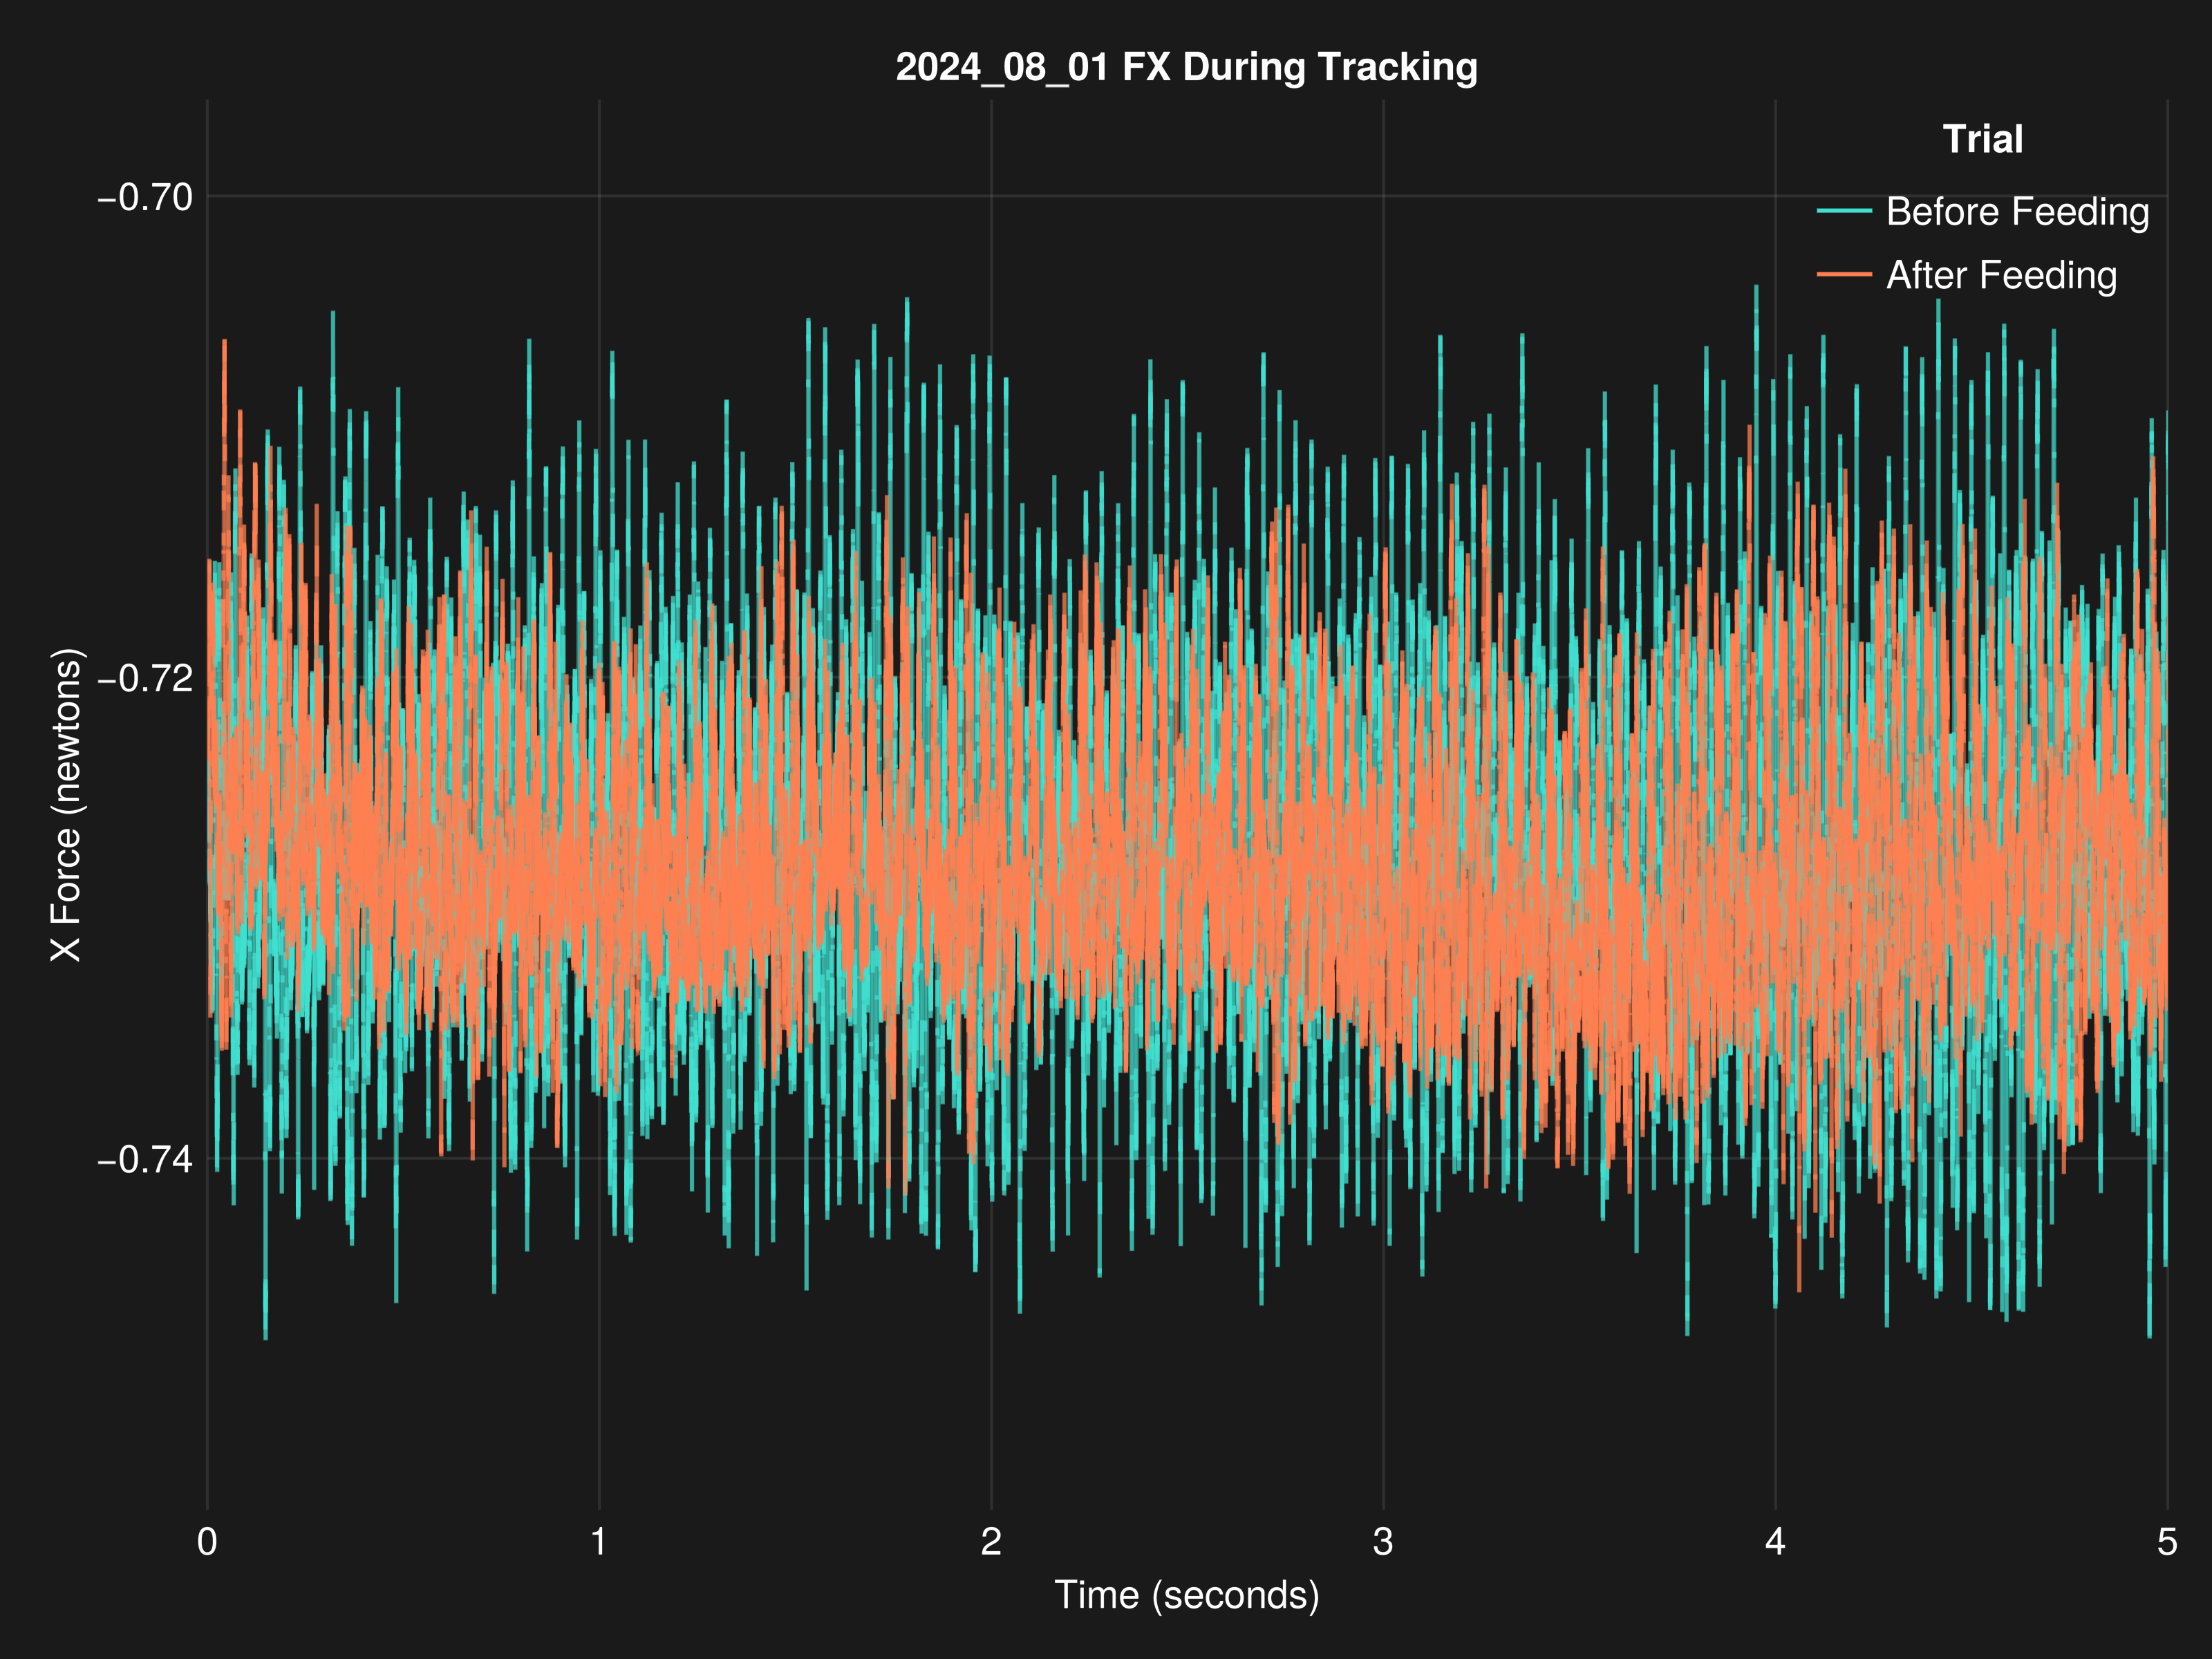 2024_08_01 FX During Tracking
Trial
Before Feeding
After Feeding
X Force (newtons)
−0.70
−0.72
−0.74
0 1 2 3 4 5
Time (seconds)